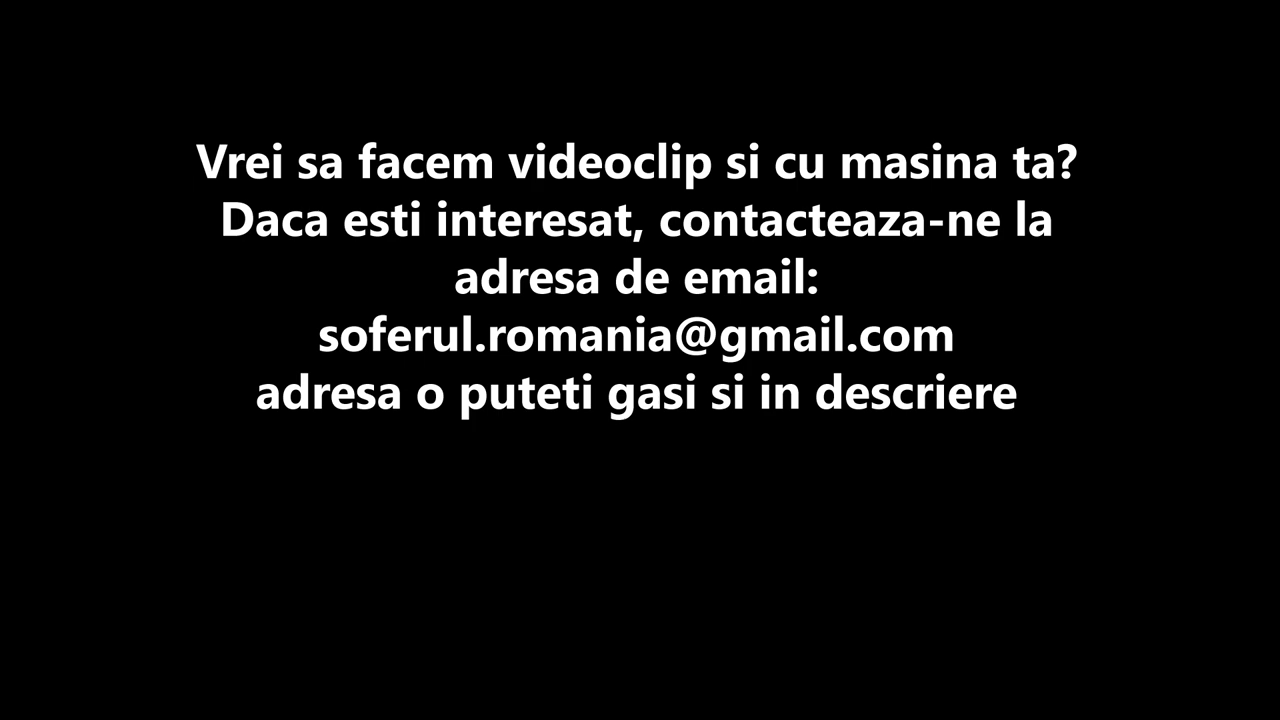 Vrei sa facem videoclip si cu masina ta?
Daca esti interesat, contacteaza-ne la
adresa de email:
soferul.romania@gmail.com
adresa o puteti gasi si in descriere